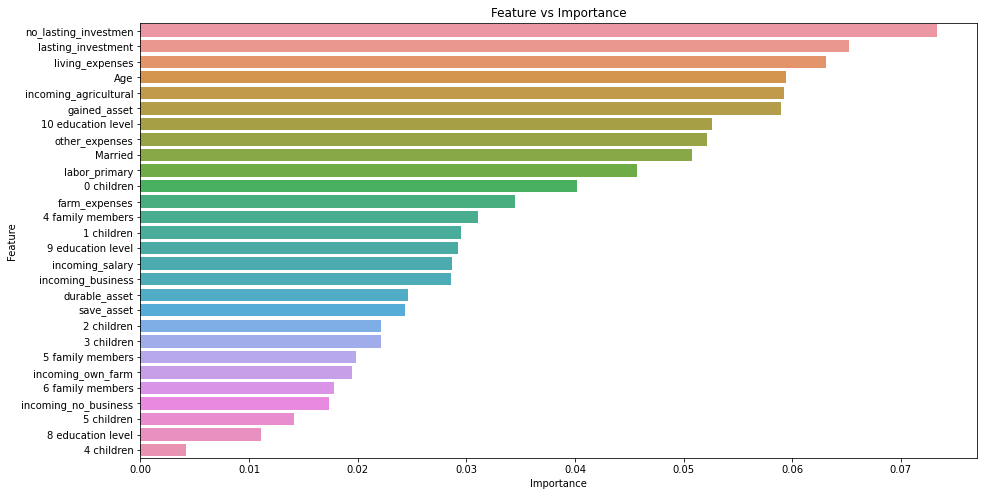 Feature vs Importance
no_lasting_investmen
lasting_investment
living_expenses
Age
incoming_agricultural
gained_asset
10 education level
other_expenses
Married
labor_primary
0 children
farm_expenses
4 family members
1 children
9 education level
incoming_salary
incoming_business
durable_asset
save_asset
2 children
3 children
5 family members
incoming_own_farm
6 family members
incoming_no_business
5 children
8 education level
4 children
Feature
0.00 0.01 0.02 0.03 0.04 0.05 0.06 0.07
Importance